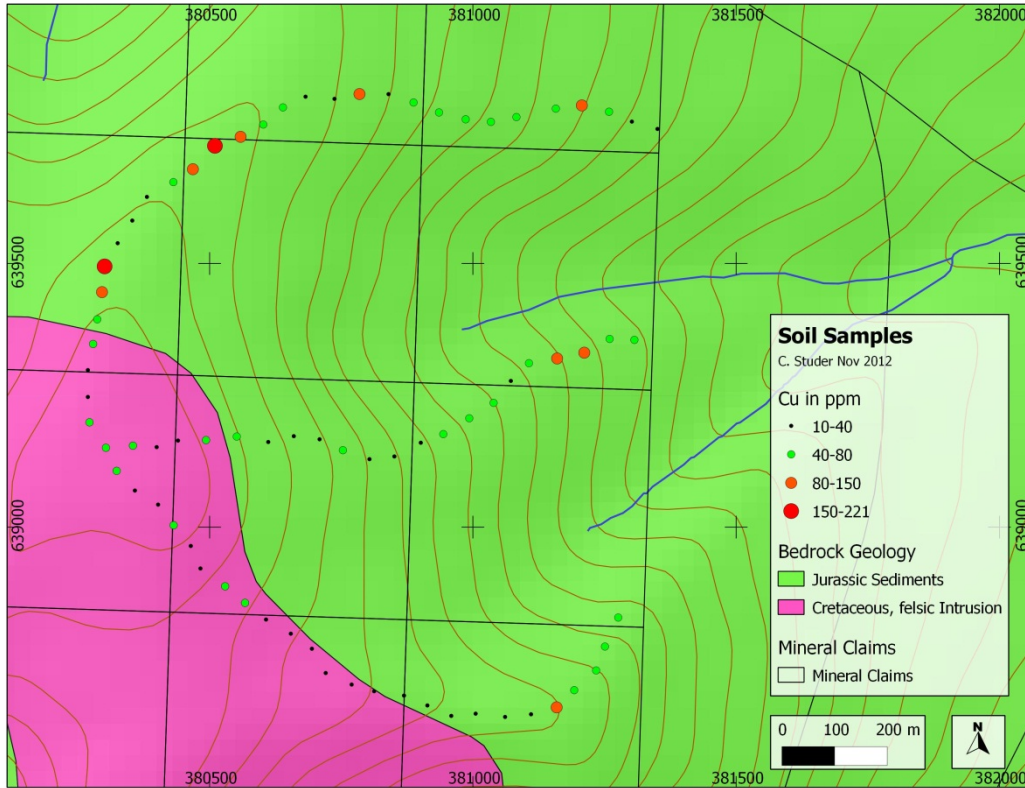 380500 381000 381500 382000
639500 639500
Soil Samples
C. Studer Nov 2012
Cu in ppm
10-40
40-80
80-150
150-221
639000 639000
Bedrock Geology
Jurassic Sediments
Cretaceous, felsic Intrusion
Mineral Claims
Mineral Claims
0 100 200 m
N
380500 381000 381500 382000